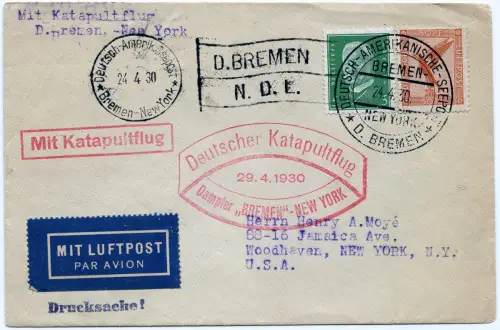 Mit Katapultflug
D.Bremen.-New York
Deutsch-Amerik.Seepost
24 4 30
*Bremen-New York*
D. BREMEN
N. D. L.
DEUTSCH-AMERIKANISCHE-SEEPOST
BREMEN-
24.4.30
NEW YORK
* D. BREMEN *
Mit Katapultflug
Deutscher Katapultflug
29.4.1930
Dampfer „BREMEN"-NEW YORK
Herrn Henry A.Moyé
88-16 Jamaica Ave.
Woodhaven, NEW YORK, N.Y.
U.S.A.
MIT LUFTPOST
PAR AVION
Drucksache!